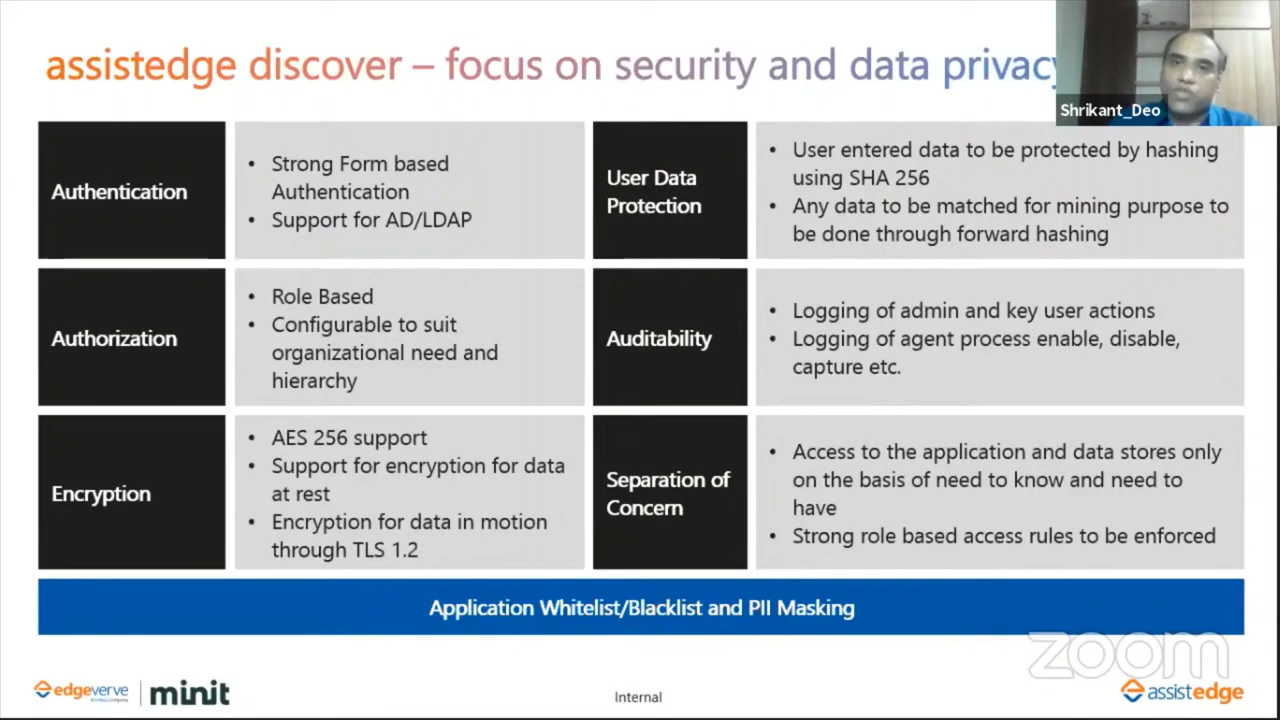 assistedge discover – focus on security and data privacy
Shrikant_Deo
Authentication
• Strong Form based
Authentication
• Support for AD/LDAP
User Data
Protection
• User entered data to be protected by hashing
using SHA 256
• Any data to be matched for mining purpose to
be done through forward hashing
Authorization
• Role Based
• Configurable to suit
organizational need and
hierarchy
Auditability
• Logging of admin and key user actions
• Logging of agent process enable, disable,
capture etc.
Encryption
• AES 256 support
• Support for encryption for data
at rest
• Encryption for data in motion
through TLS 1.2
Separation of
Concern
• Access to the application and data stores only
on the basis of need to know and need to
have
• Strong role based access rules to be enforced
Application Whitelist/Blacklist and PII Masking
zoom
edgeverve
minit
Internal
assistedge